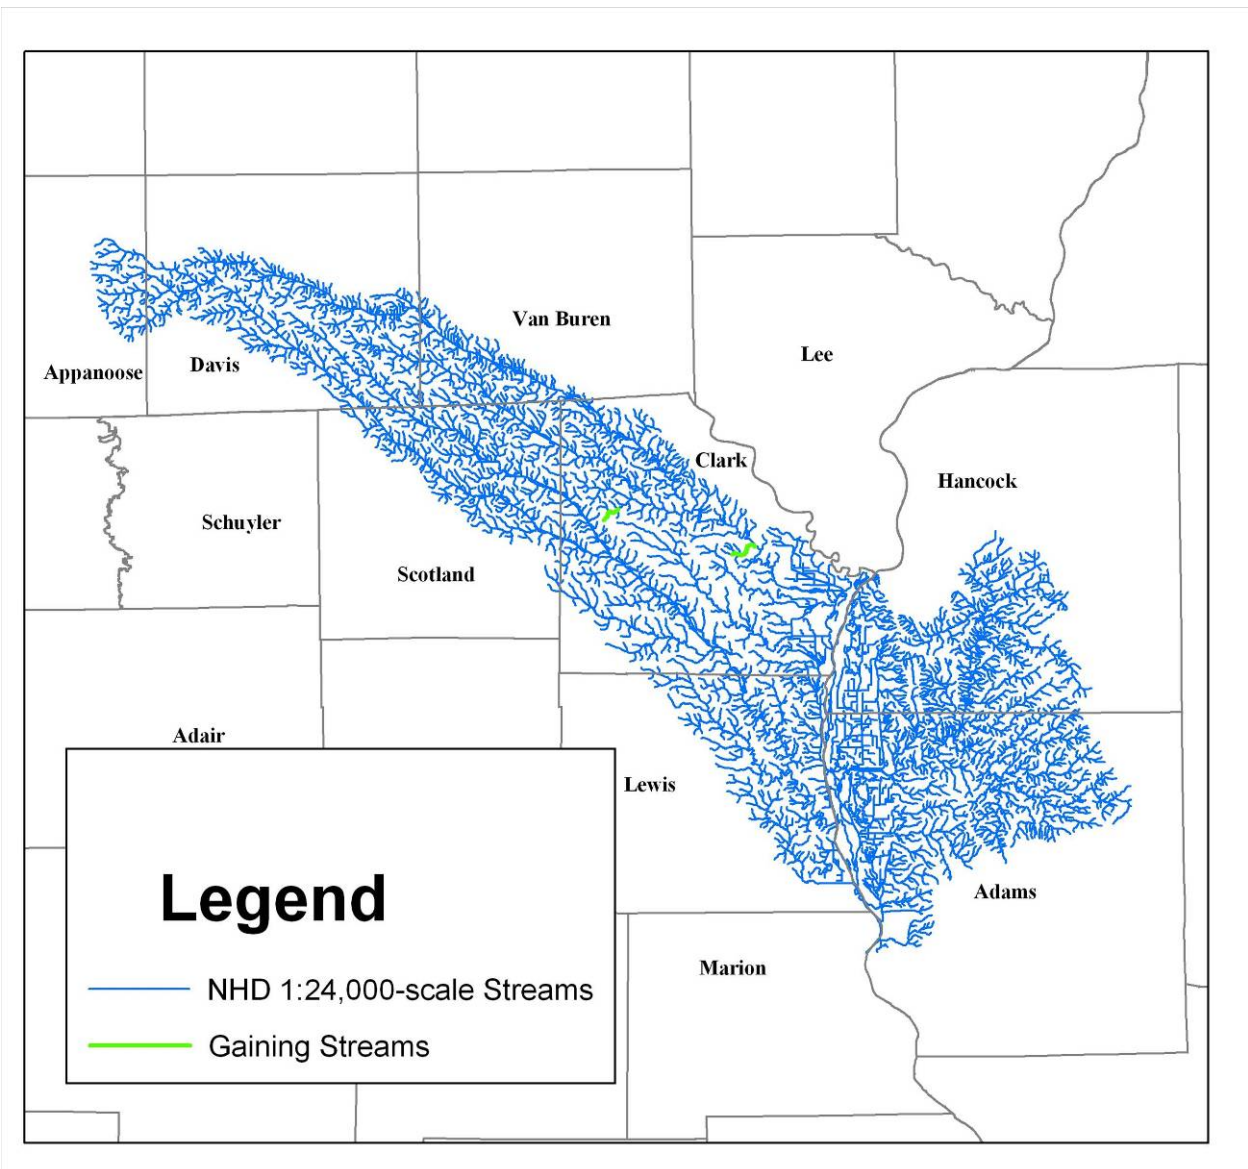 Van Buren
Lee
Davis
Appanoose
Clark
Hancock
Schuyler
Scotland
Adair
Lewis
Adams
Marion
Legend
NHD 1:24,000-scale Streams
Gaining Streams